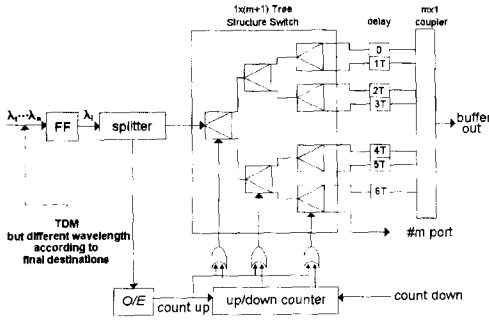 1x(m+1) Tree
Structure Switch
delay
mx1
coupler
0
1T
2T
3T
λ1...λn
FF
λi
splitter
buffer
out
4T
5T
6T
#m port
TDM
but different wavelength
according to
final destinations
O/E
count up
up/down counter
count down